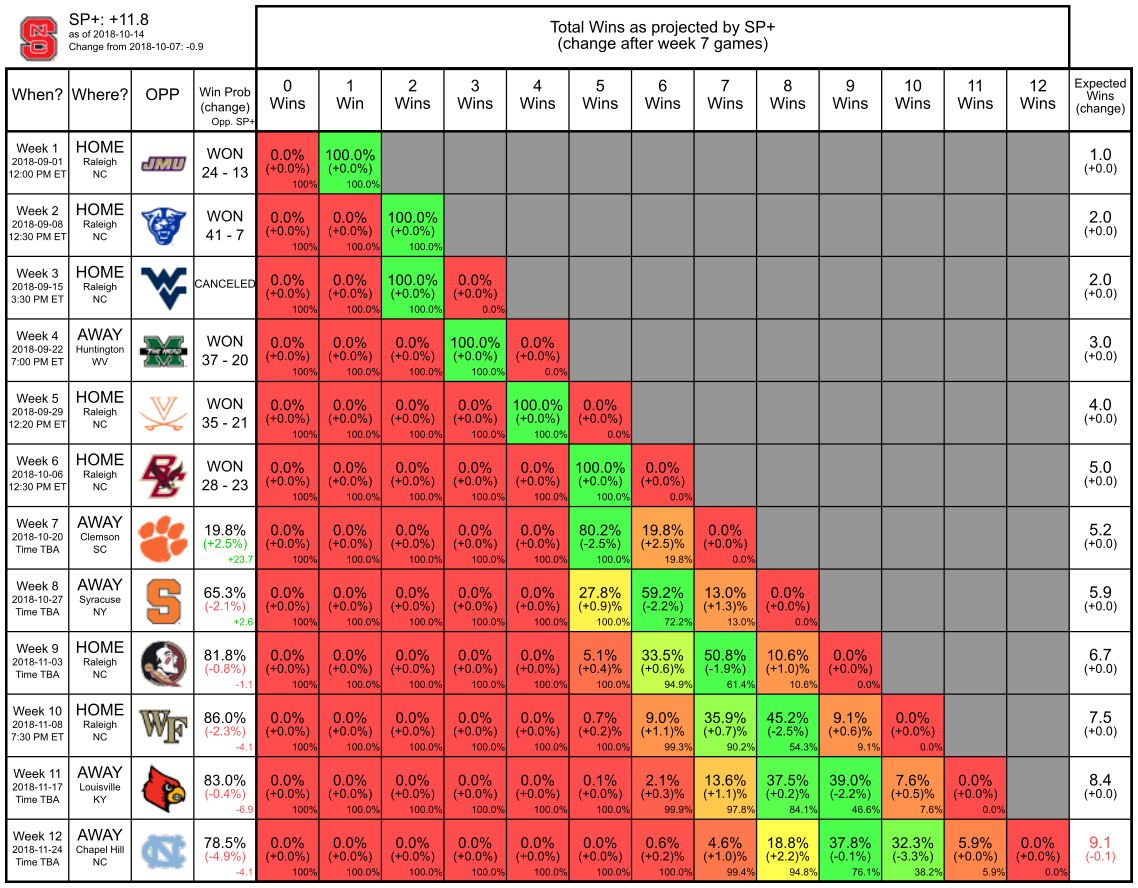 SP+: +11.8
as of 2018-10-14
Change from 2018-10-07: -0.9
Total Wins as projected by SP+
(change after week 7 games)
When? Where? OPP Win Prob (change) Opp. SP+ 0 Wins 1 Win 2 Wins 3 Wins 4 Wins 5 Wins 6 Wins 7 Wins 8 Wins 9 Wins 10 Wins 11 Wins 12 Wins Expected Wins (change)
Week 1 HOME JMU WON 0.0% 100.0% 1.0
2018-09-01 Raleigh 24 - 13 (+0.0%) (+0.0%) (+0.0)
12:00 PM ET NC 100% 100.0%
Week 2 HOME WON 0.0% 0.0% 100.0% 2.0
2018-09-08 Raleigh 41 - 7 (+0.0%) (+0.0%) (+0.0%) (+0.0)
12:30 PM ET NC 100% 100.0% 100.0%
Week 3 HOME WV CANCELED 0.0% 0.0% 100.0% 0.0% 2.0
2018-09-15 Raleigh (+0.0%) (+0.0%) (+0.0%) (+0.0%) (+0.0)
3:30 PM ET NC 100% 100.0% 100.0% 0.0%
Week 4 AWAY M THE HERD WON 0.0% 0.0% 0.0% 100.0% 0.0% 3.0
2018-09-22 Huntington 37 - 20 (+0.0%) (+0.0%) (+0.0%) (+0.0%) (+0.0%) (+0.0)
7:00 PM ET WV 100% 100.0% 100.0% 100.0% 0.0%
Week 5 HOME V WON 0.0% 0.0% 0.0% 0.0% 100.0% 0.0% 4.0
2018-09-29 Raleigh 35 - 21 (+0.0%) (+0.0%) (+0.0%) (+0.0%) (+0.0%) (+0.0%) (+0.0)
12:20 PM ET NC 100% 100.0% 100.0% 100.0% 100.0% 0.0%
Week 6 HOME BC WON 0.0% 0.0% 0.0% 0.0% 0.0% 100.0% 0.0% 5.0
2018-10-06 Raleigh 28 - 23 (+0.0%) (+0.0%) (+0.0%) (+0.0%) (+0.0%) (+0.0%) (+0.0%) (+0.0)
12:30 PM ET NC 100% 100.0% 100.0% 100.0% 100.0% 100.0% 0.0%
Week 7 AWAY 19.8% 0.0% 0.0% 0.0% 0.0% 0.0% 80.2% 19.8% 0.0% 5.2
2018-10-20 Clemson (+2.5%) (+0.0%) (+0.0%) (+0.0%) (+0.0%) (+0.0%) (-2.5%) (+2.5)% (+0.0%) (+0.0)
Time TBA SC +23.7 100% 100.0% 100.0% 100.0% 100.0% 100.0% 19.8% 0.0%
Week 8 AWAY S 65.3% 0.0% 0.0% 0.0% 0.0% 0.0% 27.8% 59.2% 13.0% 0.0% 5.9
2018-10-27 Syracuse (-2.1%) (+0.0%) (+0.0%) (+0.0%) (+0.0%) (+0.0%) (+0.9)% (-2.2%) (+1.3)% (+0.0%) (+0.0)
Time TBA NY +2.6 100% 100.0% 100.0% 100.0% 100.0% 100.0% 72.2% 13.0% 0.0%
Week 9 HOME 81.8% 0.0% 0.0% 0.0% 0.0% 0.0% 5.1% 33.5% 50.8% 10.6% 0.0% 6.7
2018-11-03 Raleigh (-0.8%) (+0.0%) (+0.0%) (+0.0%) (+0.0%) (+0.0%) (+0.4)% (+0.6)% (-1.9%) (+1.0)% (+0.0%) (+0.0)
Time TBA NC -1.1 100% 100.0% 100.0% 100.0% 100.0% 100.0% 94.9% 61.4% 10.6% 0.0%
Week 10 HOME WF 86.0% 0.0% 0.0% 0.0% 0.0% 0.0% 0.7% 9.0% 35.9% 45.2% 9.1% 0.0% 7.5
2018-11-08 Raleigh (-2.3%) (+0.0%) (+0.0%) (+0.0%) (+0.0%) (+0.0%) (+0.2)% (+1.1)% (+0.7)% (-2.5%) (+0.6)% (+0.0%) (+0.0)
7:30 PM ET NC -4.1 100% 100.0% 100.0% 100.0% 100.0% 100.0% 99.3% 90.2% 54.3% 9.1% 0.0%
Week 11 AWAY 83.0% 0.0% 0.0% 0.0% 0.0% 0.0% 0.1% 2.1% 13.6% 37.5% 39.0% 7.6% 0.0% 8.4
2018-11-17 Louisville (-0.4%) (+0.0%) (+0.0%) (+0.0%) (+0.0%) (+0.0%) (+0.0%) (+0.3)% (+1.1)% (+0.2)% (-2.2%) (+0.5)% (+0.0%) (+0.0)
Time TBA KY -6.9 100% 100.0% 100.0% 100.0% 100.0% 100.0% 99.9% 97.8% 84.1% 46.6% 7.6% 0.0%
Week 12 AWAY NC 78.5% 0.0% 0.0% 0.0% 0.0% 0.0% 0.0% 0.6% 4.6% 18.8% 37.8% 32.3% 5.9% 0.0% 9.1
2018-11-24 Chapel Hill (-4.9%) (+0.0%) (+0.0%) (+0.0%) (+0.0%) (+0.0%) (+0.0%) (+0.2)% (+1.0)% (+2.2)% (-0.1%) (-3.3%) (+0.0%) (+0.0%) (-0.1)
Time TBA NC -4.1 100% 100.0% 100.0% 100.0% 100.0% 100.0% 100.0% 99.4% 94.8% 76.1% 38.2% 5.9% 0.0%